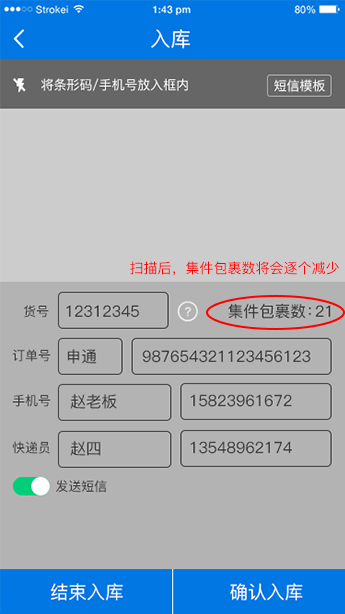 Strokei 1:43 pm 80%
入库
将条形码/手机号放入框内 短信模板
扫描后，集件包裹数将会逐个减少
货号 12312345 ? 集件包裹数:21
订单号 申通 987654321123456123
手机号 赵老板 15823961672
快递员 赵四 13548962174
发送短信
结束入库 确认入库